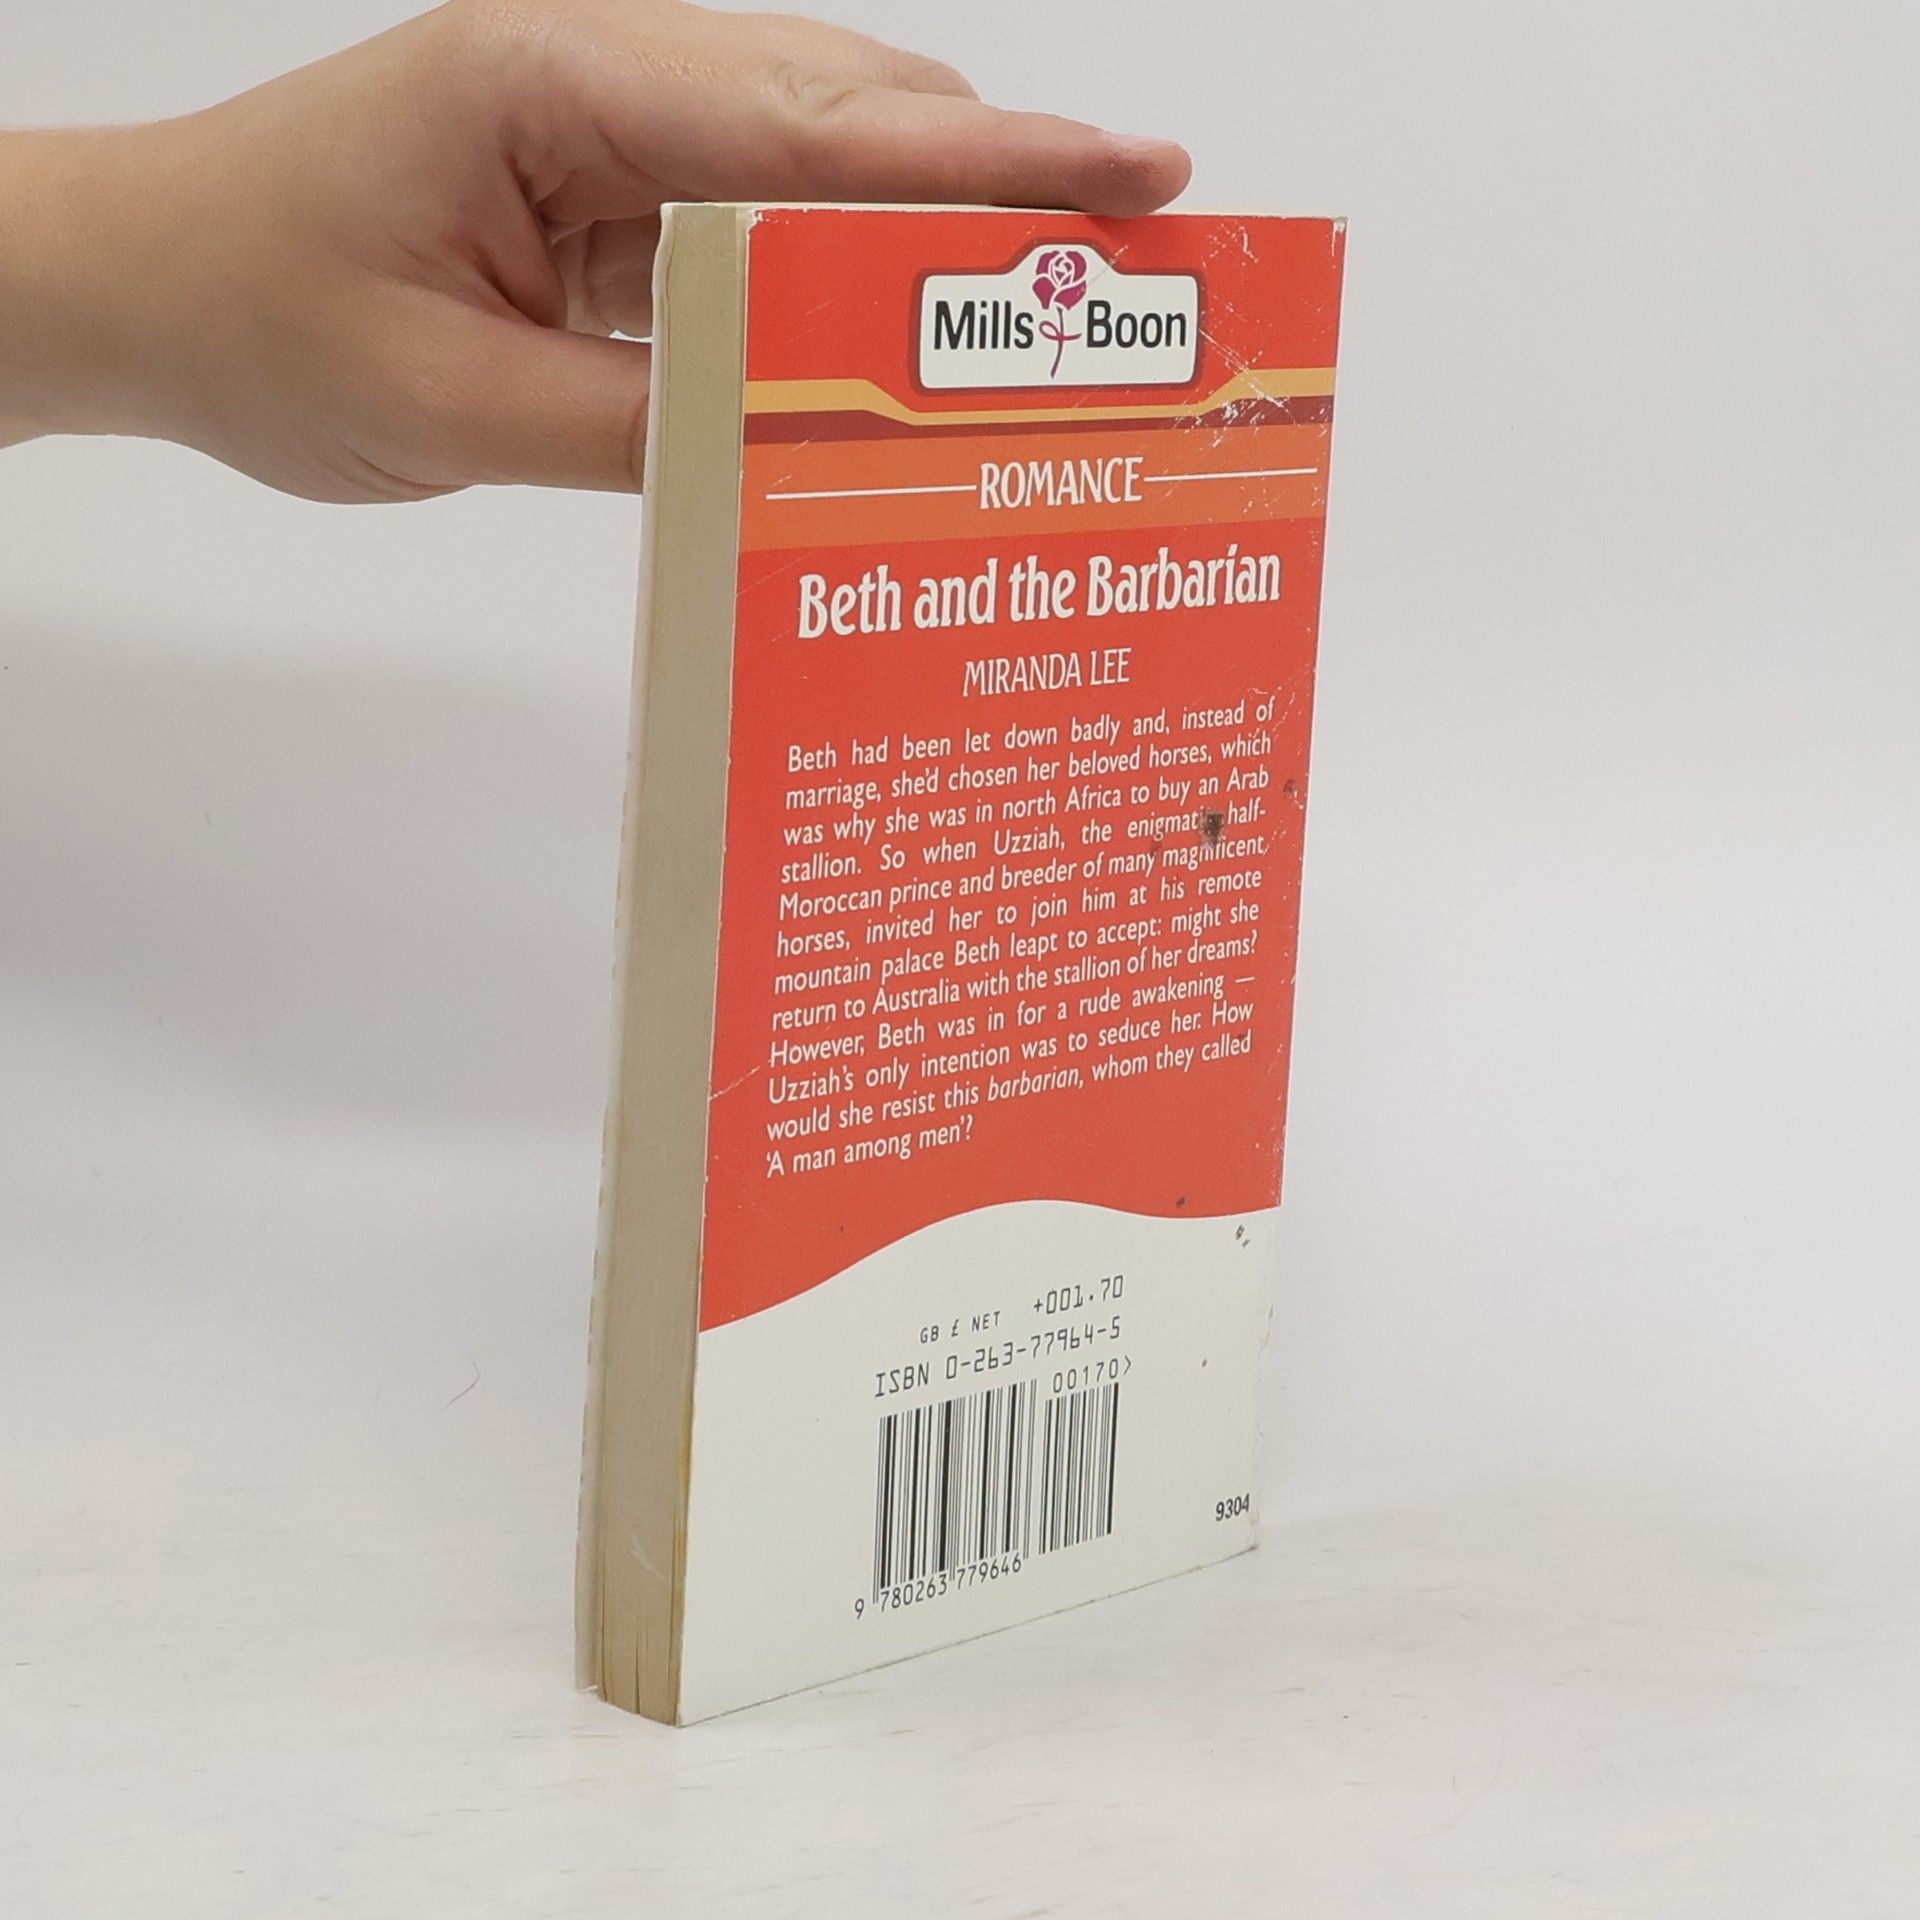 Mills & Boon
ROMANCE
Beth and the Barbarian
MIRANDA LEE
Beth had been let down badly and, instead of
marriage, she'd chosen her beloved horses, which
was why she was in north Africa to buy an Arab
stallion. So when Uzziah, the enigmatic half-
Moroccan prince and breeder of many magnificent
horses, invited her to join him at his remote
mountain palace Beth leapt to accept: might she
return to Australia with the stallion of her dreams?
However, Beth was in for a rude awakening —
Uzziah's only intention was to seduce her. How
would she resist this barbarian, whom they called
'A man among men'?
GB £ NET +001.70
ISBN 0-263-77964-5
00170>
9 780263 779646
9304